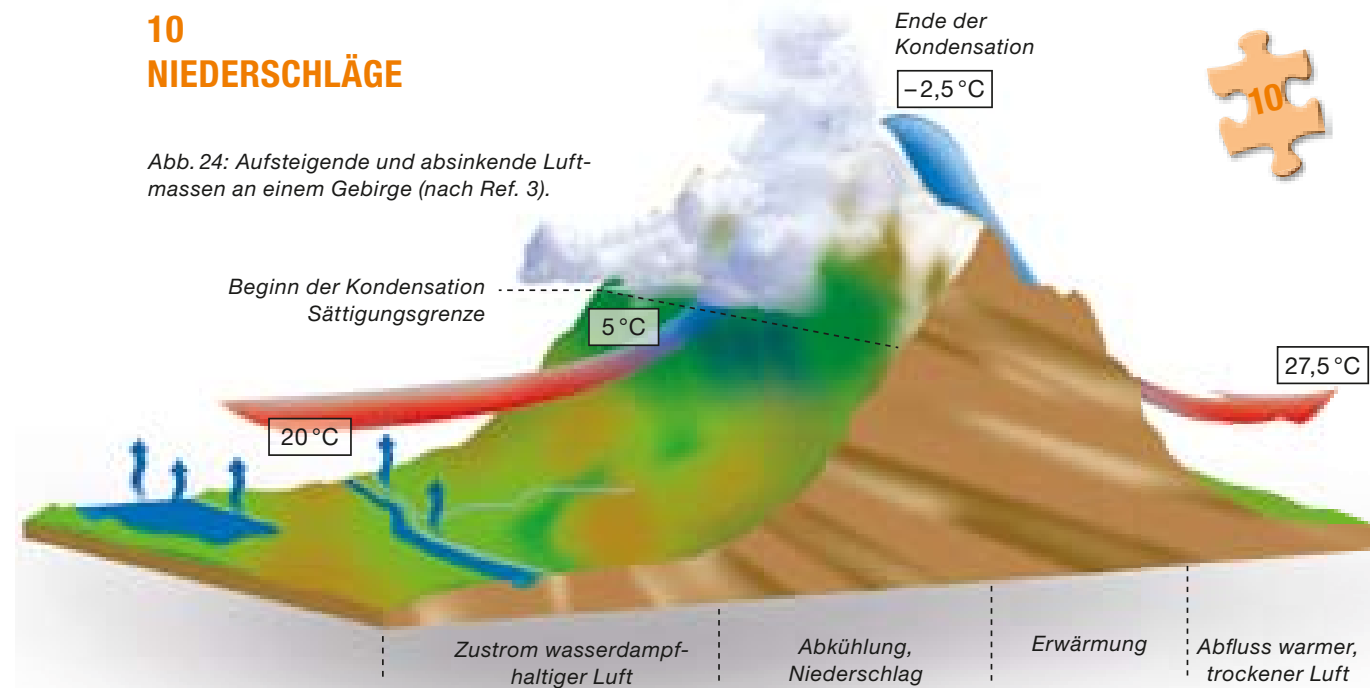 10
NIEDERSCHLÄGE
Abb. 24: Aufsteigende und absinkende Luft-
massen an einem Gebirge (nach Ref. 3).
Ende der
Kondensation
–2,5 °C
10
Beginn der Kondensation
Sättigungsgrenze
5 °C
20 °C
27,5 °C
Zustrom wasserdampf-
haltiger Luft
Abkühlung,
Niederschlag
Erwärmung
Abfluss warmer,
trockener Luft